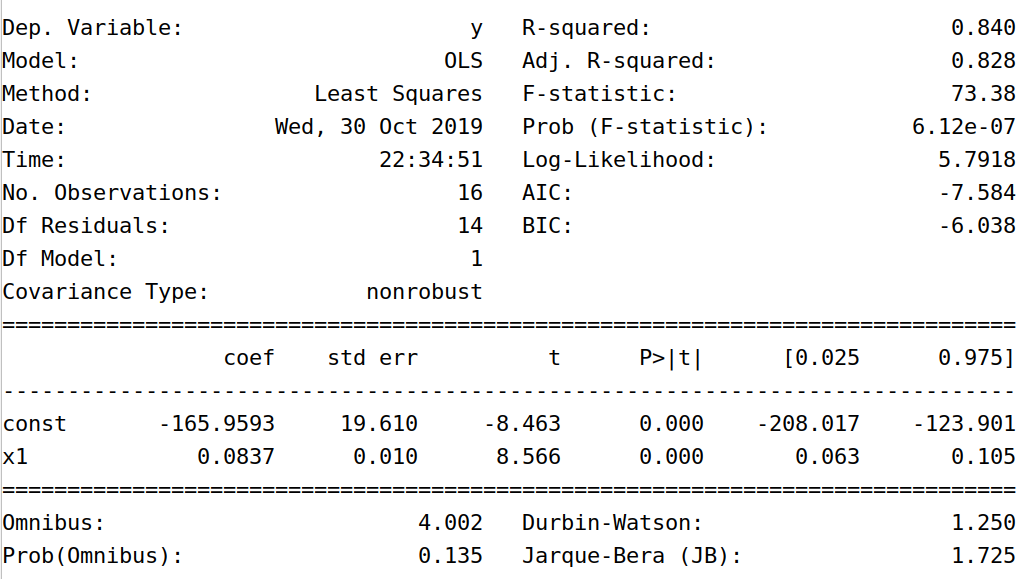 Dep. Variable: y R-squared: 0.840
Model: OLS Adj. R-squared: 0.828
Method: Least Squares F-statistic: 73.38
Date: Wed, 30 Oct 2019 Prob (F-statistic): 6.12e-07
Time: 22:34:51 Log-Likelihood: 5.7918
No. Observations: 16 AIC: -7.584
Df Residuals: 14 BIC: -6.038
Df Model: 1
Covariance Type: nonrobust
==============================================================================
coef std err t P>|t| [0.025 0.975]
------------------------------------------------------------------------------
const -165.9593 19.610 -8.463 0.000 -208.017 -123.901
x1 0.0837 0.010 8.566 0.000 0.063 0.105
==============================================================================
Omnibus: 4.002 Durbin-Watson: 1.250
Prob(Omnibus): 0.135 Jarque-Bera (JB): 1.725